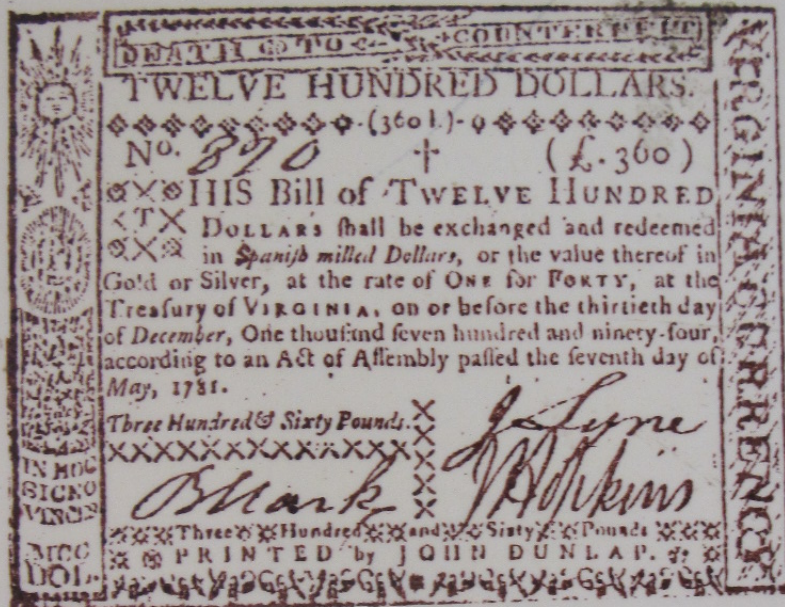 DEATH TO COUNTERFEIT
TWELVE HUNDRED DOLLARS.
(360 l.)
No. 890 (£. 360)
THIS Bill of TWELVE HUNDRED
DOLLARS ſhall be exchanged and redeemed
in Spaniſh milled Dollars, or the value thereof in
Gold or Silver, at the rate of ONE for FORTY, at the
Treaſury of VIRGINIA, on or before the thirtieth day
of December, One thouſand ſeven hundred and ninety-four,
according to an Act of Aſſembly paſſed the ſeventh day of
May, 1781.
Three Hundred & Sixty Pounds.
J Lyne
B Stark
J Hopkins
Three Hundred and Sixty Pounds
PRINTED by JOHN DUNLAP.
IN HOC
SIGNO
VINCES
MCC
DOL.
VIRGINIA CURRENCY